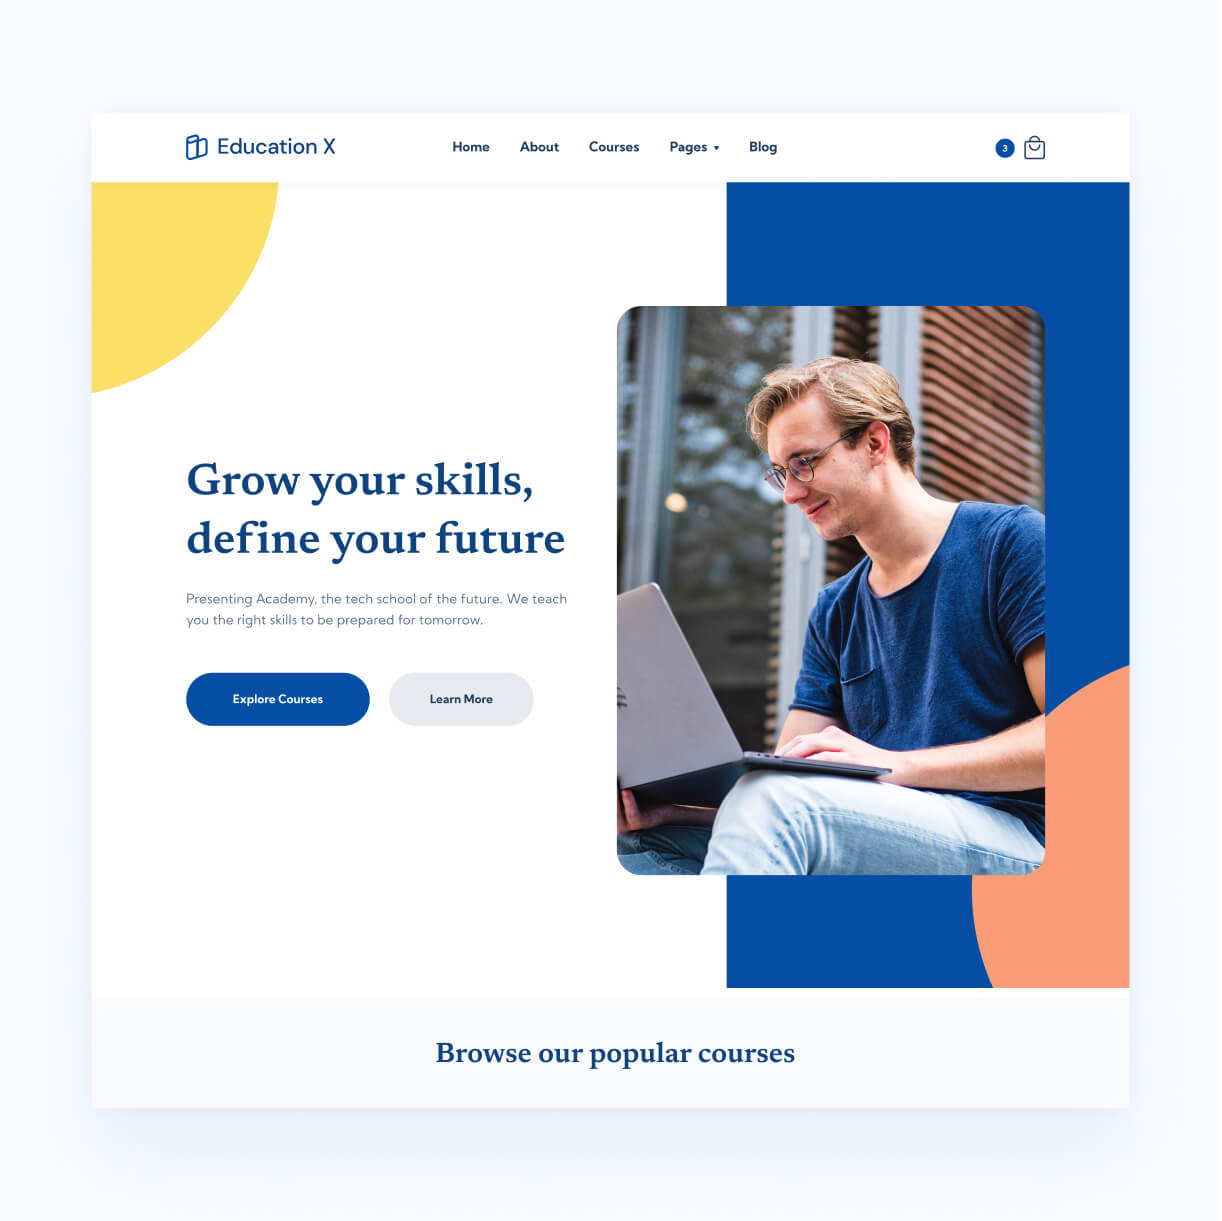 Education X
Home About Courses Pages ▾ Blog
3
Grow your skills,
define your future
Presenting Academy, the tech school of the future. We teach
you the right skills to be prepared for tomorrow.
Explore Courses
Learn More
Browse our popular courses